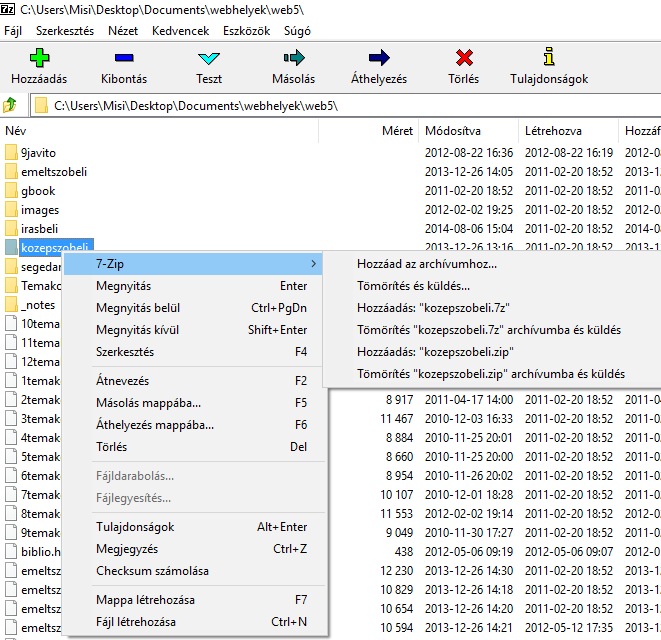 C:\Users\Misi\Desktop\Documents\webhelyek\web5\
Fájl Szerkesztés Nézet Kedvencek Eszközök Súgó
Hozzáadás Kibontás Teszt Másolás Áthelyezés Törlés Tulajdonságok
C:\Users\Misi\Desktop\Documents\webhelyek\web5\
Név Méret Módosítva Létrehozva Hozzáf
9javito 2012-08-22 16:36 2012-08-22 16:19 2012-0
emeltszobeli 2013-12-26 14:05 2011-02-20 18:52 2013-1
gbook 2011-02-20 18:52 2011-02-20 18:52 2011-0
images 2012-02-02 19:25 2011-02-20 18:52 2012-0
irasbeli 2014-08-06 15:04 2011-02-20 18:52 2014-0
kozepszobeli 2013-12-26 13:16 2011-02-20 18:52 2013-1
segedar 7-Zip Hozzáad az archívumhoz...
Temako Megnyitás Enter Tömörítés és küldés...
_notes Megnyitás belül Ctrl+PgDn Hozzáadás: "kozepszobeli.7z"
10tema Megnyitás kívül Shift+Enter Tömörítés "kozepszobeli.7z" archívumba és küldés
11tema Szerkesztés F4 Hozzáadás: "kozepszobeli.zip"
12tema Tömörítés "kozepszobeli.zip" archívumba és küldés
1temak Átnevezés F2
2temak Másolás mappába... F5 8 917 2011-04-17 14:00 2011-02-20 18:52 2011-0
3temak Áthelyezés mappába... F6 11 467 2010-12-03 16:33 2011-02-20 18:52 2011-0
4temak Törlés Del 8 884 2010-11-25 20:01 2011-02-20 18:52 2011-0
5temak 8 660 2010-11-25 20:00 2011-02-20 18:52 2011-0
6temak Fájldarabolás... 8 954 2010-11-26 20:02 2011-02-20 18:52 2011-0
7temak Fájlegyesítés... 10 107 2010-12-01 18:28 2011-02-20 18:52 2011-0
8temak 11 553 2012-02-02 19:14 2011-02-20 18:52 2012-0
9temak Tulajdonságok Alt+Enter 9 049 2010-11-30 17:27 2011-02-20 18:52 2011-0
biblio.h Megjegyzés Ctrl+Z 438 2012-05-06 09:19 2012-05-06 09:07 2012-0
emeltsz Checksum számolása 12 230 2013-12-26 14:30 2011-02-20 18:52 2013-1
emeltsz Mappa létrehozása F7 10 829 2013-12-26 14:18 2011-02-20 18:52 2013-1
emeltsz 10 654 2013-12-26 14:20 2011-02-20 18:52 2013-1
emeltsz Fájl létrehozása Ctrl+N 10 594 2013-12-26 14:21 2012-05-12 17:35 2013-1